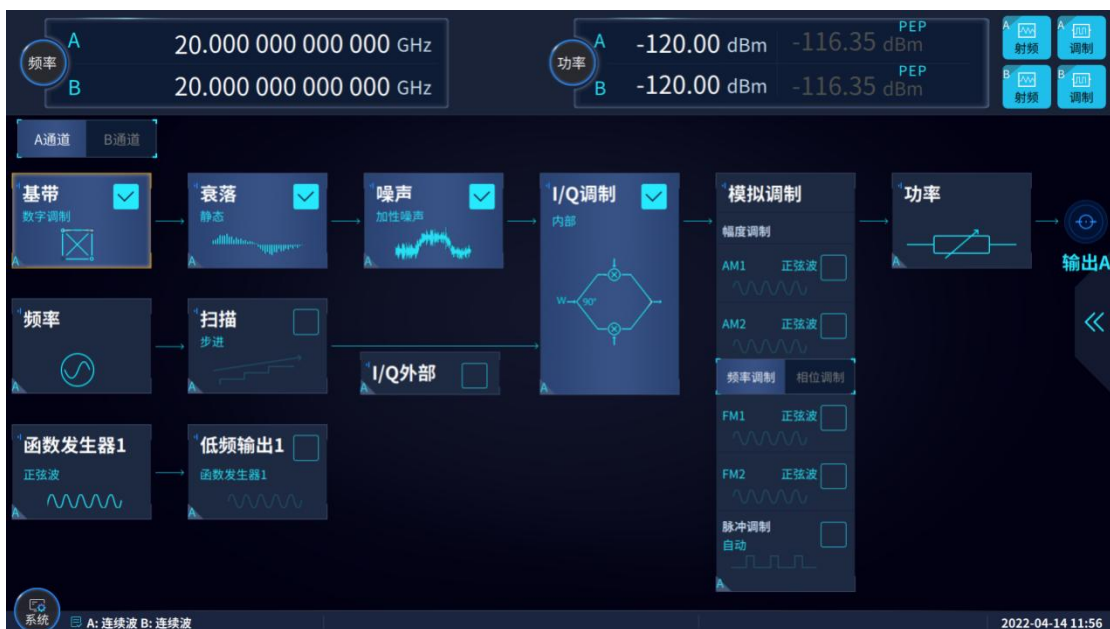 频率
A 20.000 000 000 000 GHz
B 20.000 000 000 000 GHz
功率
A -120.00 dBm -116.35 dBm PEP
B -120.00 dBm -116.35 dBm PEP
A 射频
A 调制
B 射频
B 调制
A通道 B通道
基带
数字调制
A
衰落
静态
A
噪声
加性噪声
A
I/Q调制
内部
W 90°
A
模拟调制
幅度调制
AM1 正弦波
AM2 正弦波
频率调制 相位调制
FM1 正弦波
FM2 正弦波
脉冲调制
自动
A
功率
A
输出A
频率
A
扫描
步进
A
I/Q外部
A
函数发生器1
正弦波
A
低频输出1
函数发生器1
A
系统
A: 连续波 B: 连续波
2022-04-14 11:56